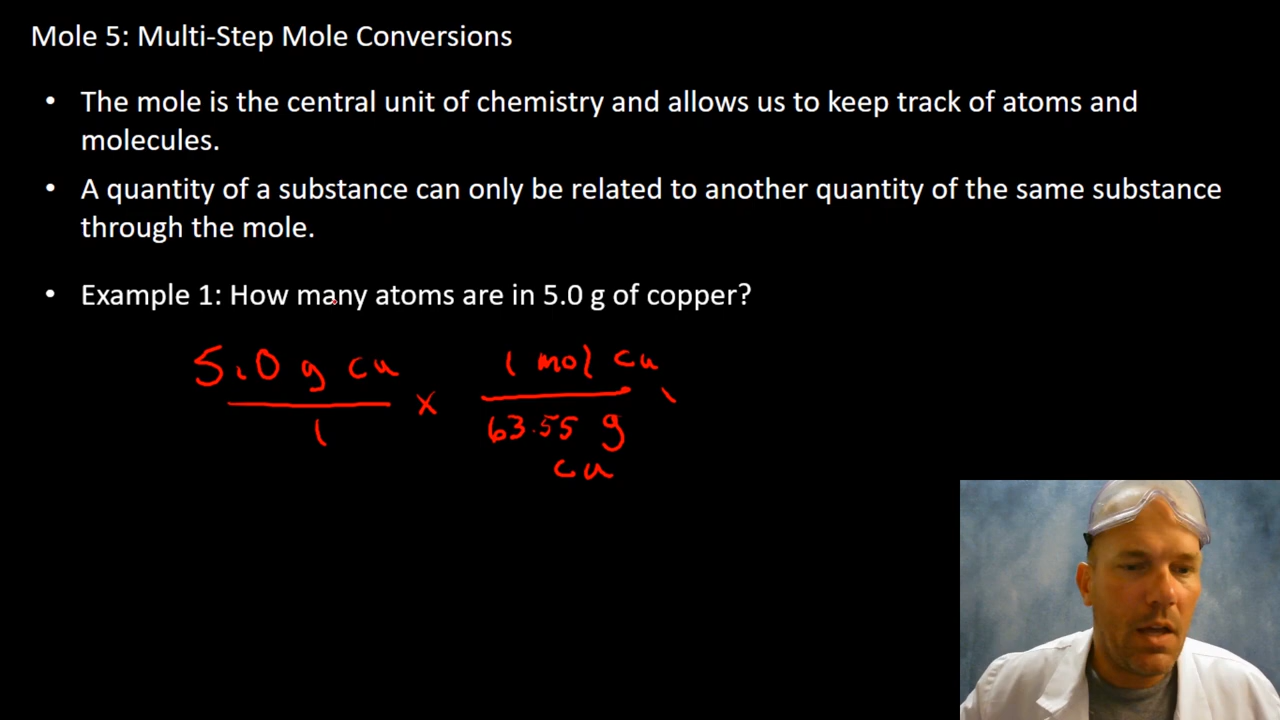 Mole 5: Multi-Step Mole Conversions
• The mole is the central unit of chemistry and allows us to keep track of atoms and
molecules.
• A quantity of a substance can only be related to another quantity of the same substance
through the mole.
• Example 1: How many atoms are in 5.0 g of copper?
5.0 g cu × 1 mol cu
1 63.55 g
cu